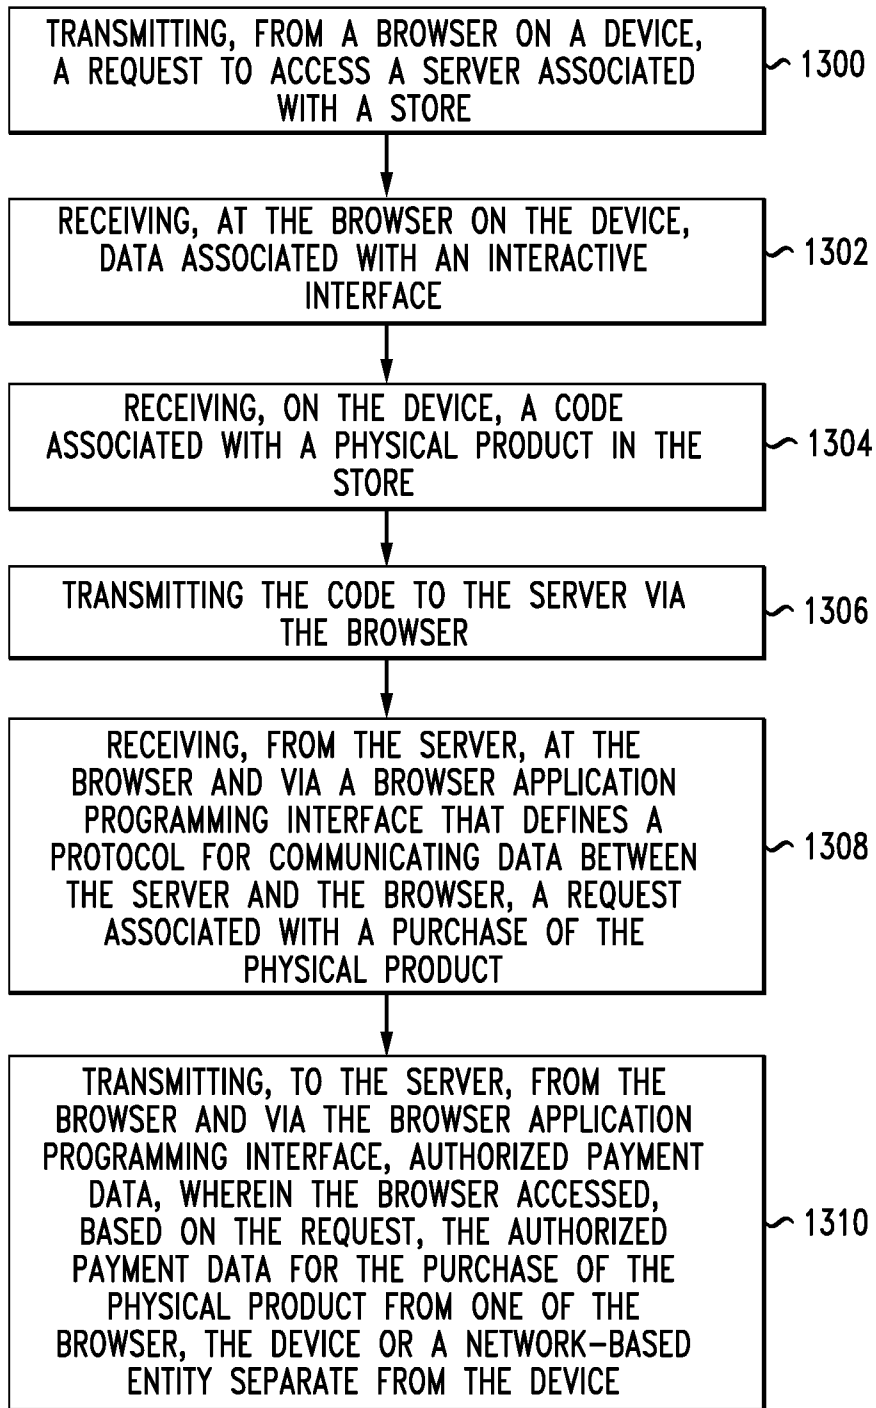 TRANSMITTING, FROM A BROWSER ON A DEVICE,
A REQUEST TO ACCESS A SERVER ASSOCIATED
WITH A STORE
1300
RECEIVING, AT THE BROWSER ON THE DEVICE,
DATA ASSOCIATED WITH AN INTERACTIVE
INTERFACE
1302
RECEIVING, ON THE DEVICE, A CODE
ASSOCIATED WITH A PHYSICAL PRODUCT IN THE
STORE
1304
TRANSMITTING THE CODE TO THE SERVER VIA
THE BROWSER
1306
RECEIVING, FROM THE SERVER, AT THE
BROWSER AND VIA A BROWSER APPLICATION
PROGRAMMING INTERFACE THAT DEFINES A
PROTOCOL FOR COMMUNICATING DATA BETWEEN
THE SERVER AND THE BROWSER, A REQUEST
ASSOCIATED WITH A PURCHASE OF THE
PHYSICAL PRODUCT
1308
TRANSMITTING, TO THE SERVER, FROM THE
BROWSER AND VIA THE BROWSER APPLICATION
PROGRAMMING INTERFACE, AUTHORIZED PAYMENT
DATA, WHEREIN THE BROWSER ACCESSED,
BASED ON THE REQUEST, THE AUTHORIZED
PAYMENT DATA FOR THE PURCHASE OF THE
PHYSICAL PRODUCT FROM ONE OF THE
BROWSER, THE DEVICE OR A NETWORK-BASED
ENTITY SEPARATE FROM THE DEVICE
1310